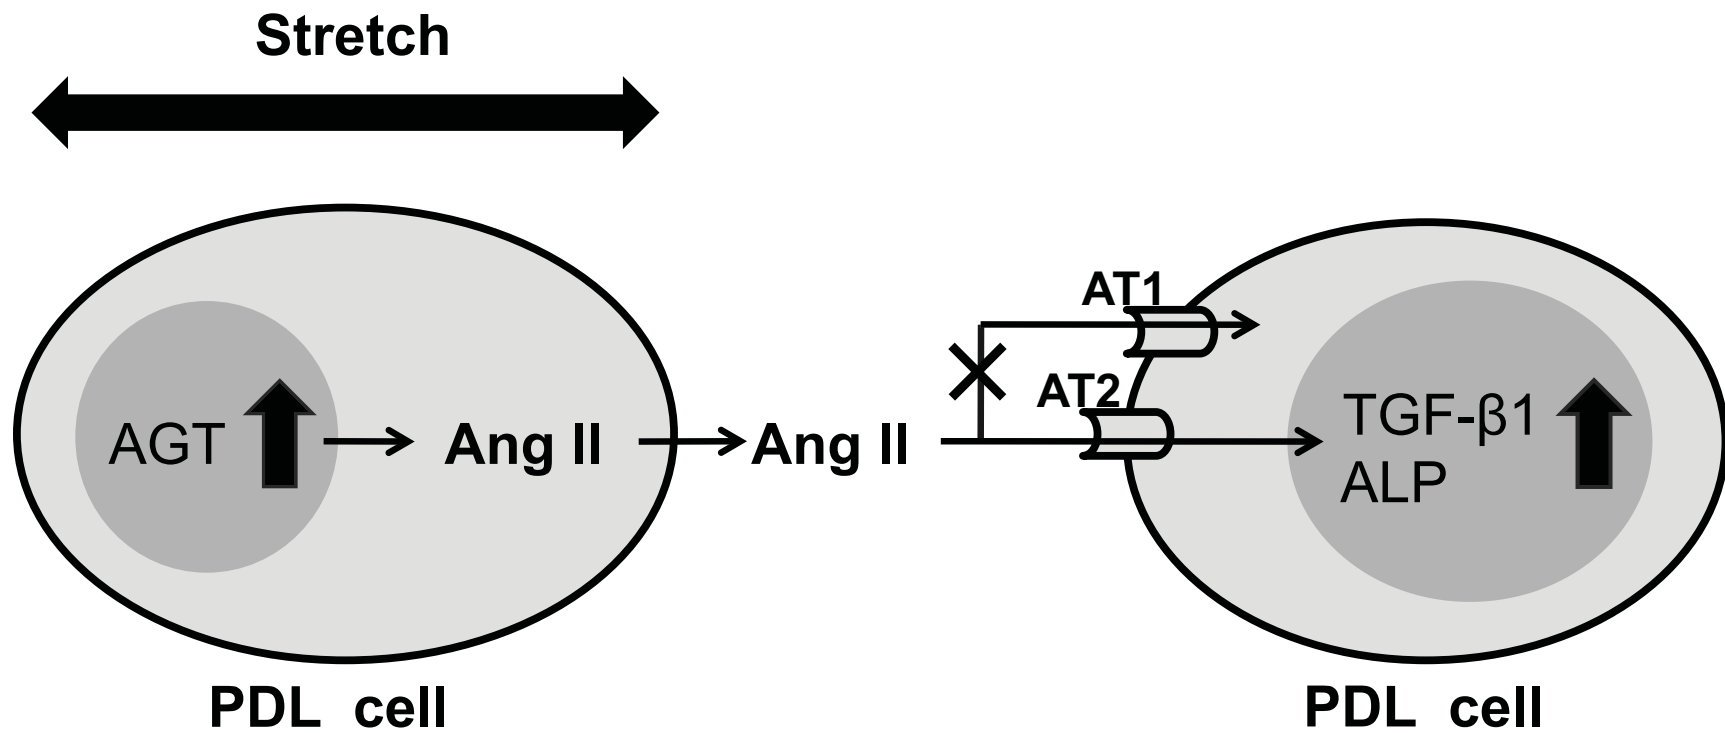 Stretch
AGT
Ang II
Ang II
AT1
AT2
TGF-β1
ALP
PDL cell
PDL cell